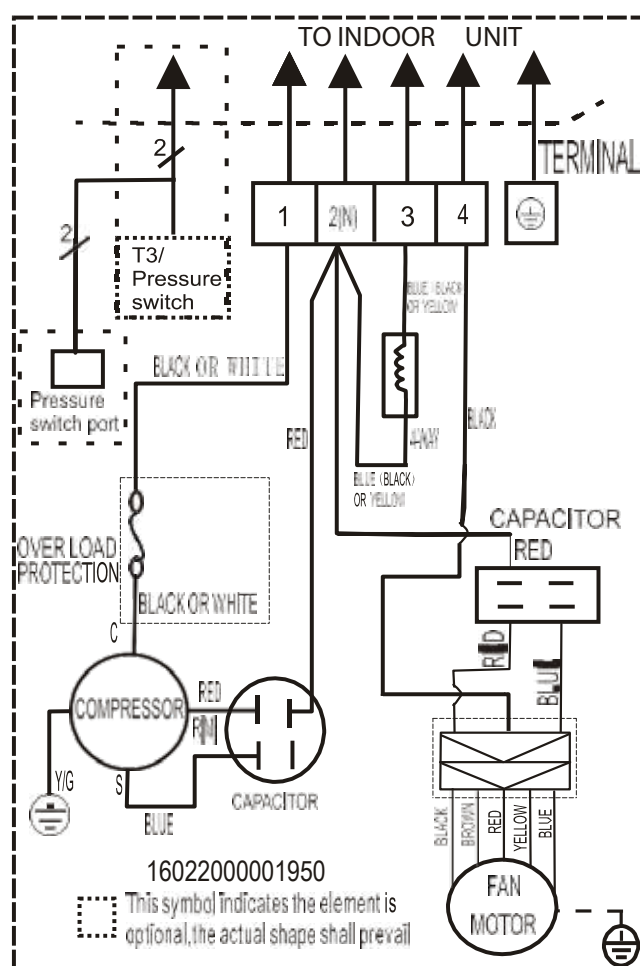 TO INDOOR UNIT
2
TERMINAL
1 2(N) 3 4
2
T3/
Pressure
switch
BLUE (BLACK)
OR YELLOW
BLACK OR WHITE
Pressure
switch port
RED
4-WAY
BLACK
BLUE (BLACK)
OR YELLOW
CAPACITOR
RED
OVER LOAD
PROTECTION
BLACK OR WHITE
C
RED
BLUE
COMPRESSOR
RED
R(M)
Y/G
S
CAPACITOR
BLUE
BLACK
BROWN
RED
YELLOW
BLUE
FAN
MOTOR
16022000001950
This symbol indicates the element is
optional,the actual shape shall prevail